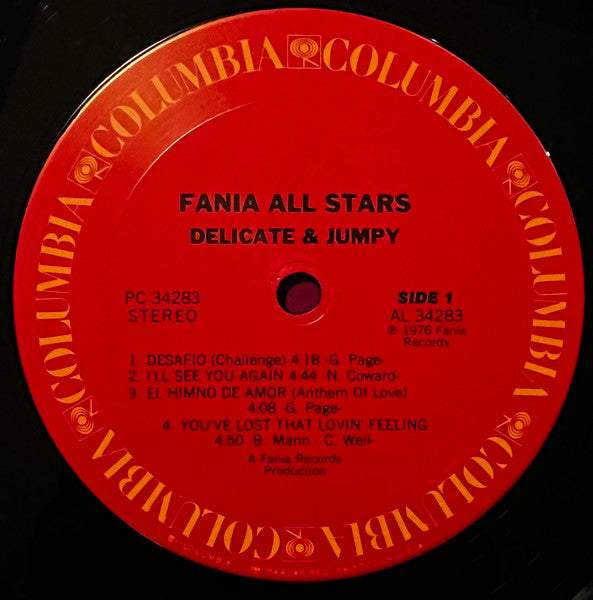 COLUMBIA COLUMBIA COLUMBIA COLUMBIA COLUMBIA COLUMBIA
FANIA ALL STARS
DELICATE & JUMPY
PC 34283
STEREO
SIDE 1
AL 34283
℗ 1976 Fania
Records
1. DESAFIO (Challenge) 4:18 -G. Page-
2. I'LL SEE YOU AGAIN 4:44 -N. Coward-
3. EL HIMNO DE AMOR (Anthem Of Love)
4:08 -G. Page-
4. YOU'VE LOST THAT LOVIN' FEELING
4:50 -B. Mann - C. Weil-
A Fania Records
Production